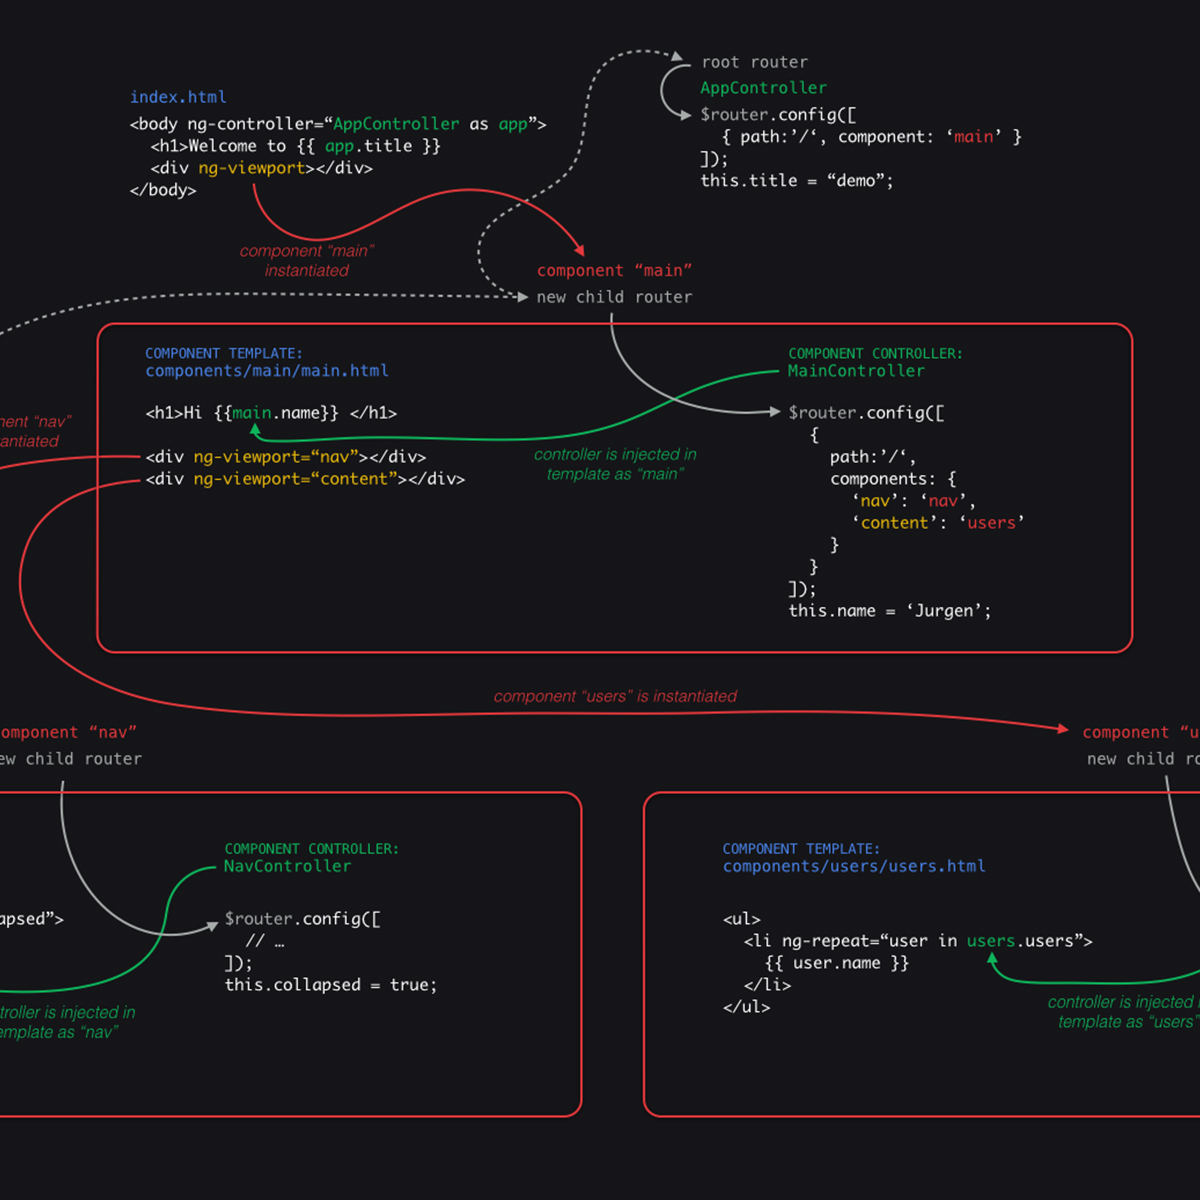 index.html
<body ng-controller=“AppController as app”>
<h1>Welcome to {{ app.title }}
<div ng-viewport></div>
</body>
root router
AppController
$router.config([
{ path:’/‘, component: ‘main’ }
]);
this.title = “demo”;
component “main”
instantiated
component “main”
new child router
COMPONENT TEMPLATE:
components/main/main.html
<h1>Hi {{main.name}} </h1>
<div ng-viewport=“nav”></div>
<div ng-viewport=“content”></div>
controller is injected in
template as “main”
COMPONENT CONTROLLER:
MainController
$router.config([
{
path:’/‘,
components: {
‘nav’: ‘nav’,
‘content’: ‘users’
}
}
]);
this.name = ‘Jurgen’;
nent “nav”
antiated
component “users” is instantiated
omponent “nav”
ew child router
COMPONENT CONTROLLER:
NavController
apsed”>
$router.config([
// …
]);
this.collapsed = true;
troller is injected in
emplate as “nav”
component “u
new child ro
COMPONENT TEMPLATE:
components/users/users.html
<ul>
<li ng-repeat=“user in users.users”>
{{ user.name }}
</li>
</ul>
controller is injected
template as “users”